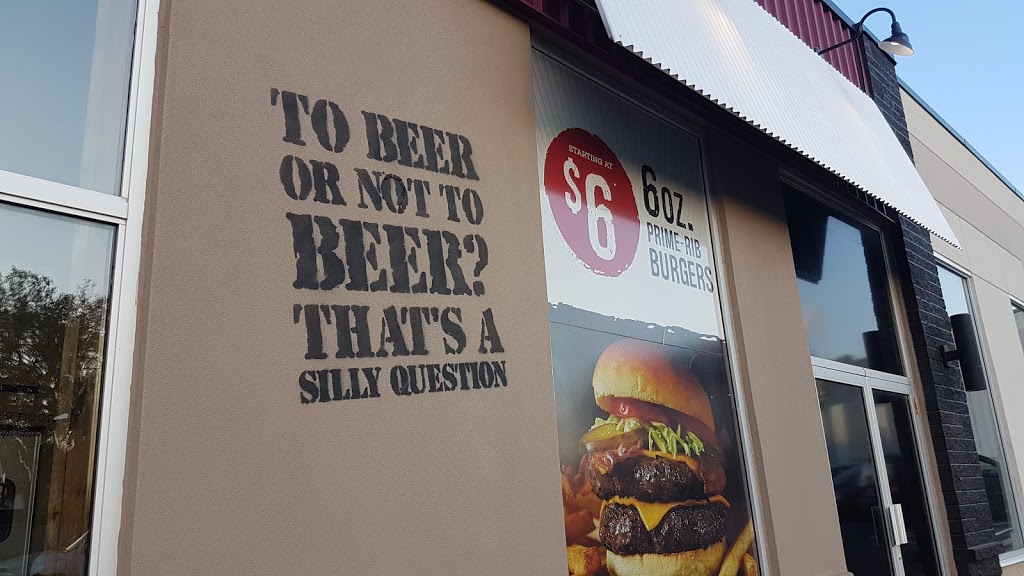 TO BEER
OR NOT TO
BEER?
THAT'S A
SILLY QUESTION
STARTING AT
$6
6OZ.
PRIME-RIB
BURGERS